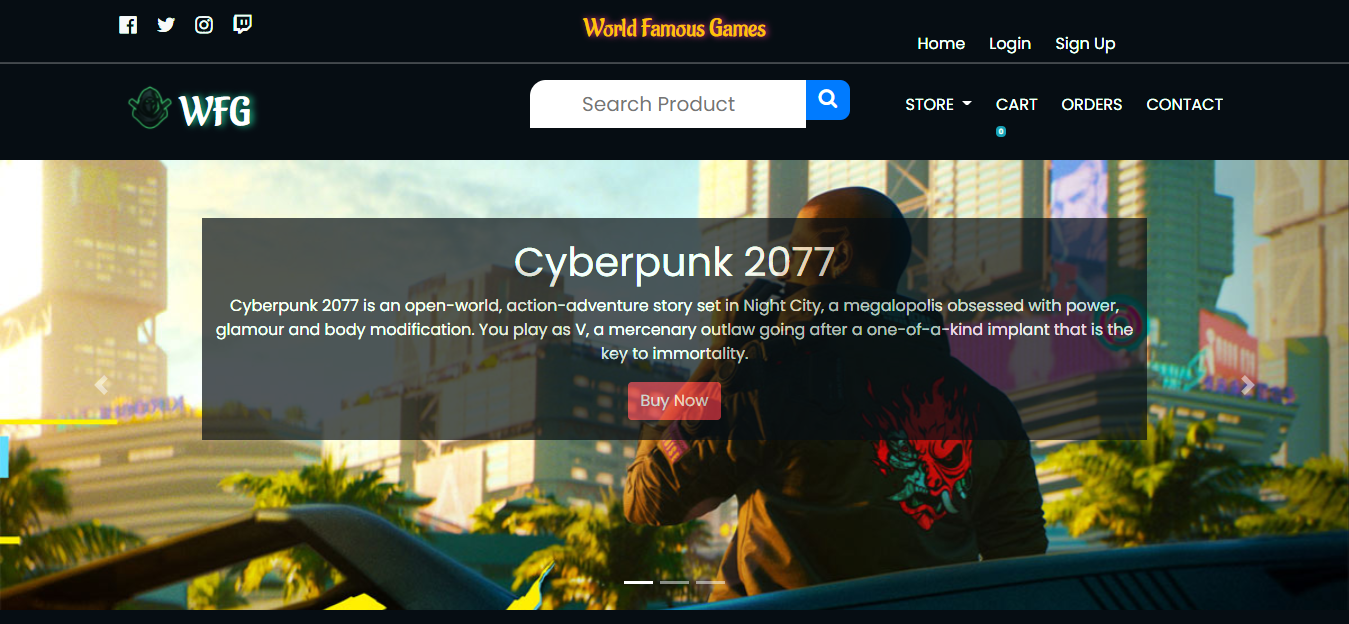 World Famous Games
Home Login Sign Up
WFG
Search Product
STORE CART ORDERS CONTACT
0
Cyberpunk 2077
Cyberpunk 2077 is an open-world, action-adventure story set in Night City, a megalopolis obsessed with power,
glamour and body modification. You play as V, a mercenary outlaw going after a one-of-a-kind implant that is the
key to immortality.
Buy Now